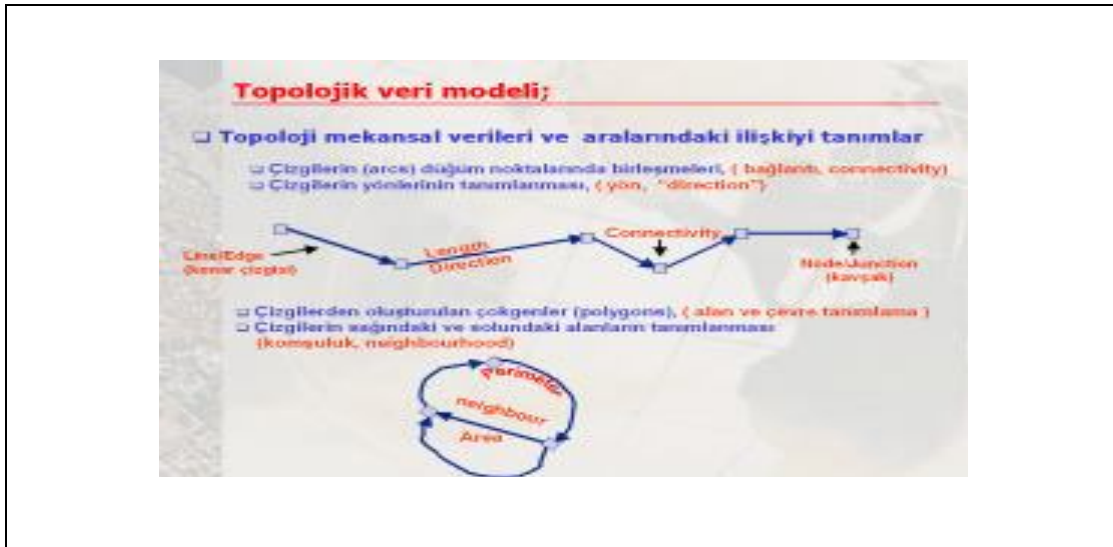 Topolojik veri modeli;
Topoloji mekansal verileri ve aralarındaki ilişkiyi tanımlar
Çizgilerin (arcs) düğüm noktalarında birleşmeleri, ( bağlantı, connectivity)
Çizgilerin yönlerinin tanımlanması, ( yön, "direction")
Line/Edge
(kenar çizgisi)
Length
Direction
Connectivity
Node/Junction
(kavşak)
Çizgilerden oluşturulan çokgenler (polygons), ( alan ve çevre tanımlama )
Çizgilerin sağındaki ve solundaki alanların tanımlanması
(komşuluk, neighbourhood)
Perimeter
neighbour
Area